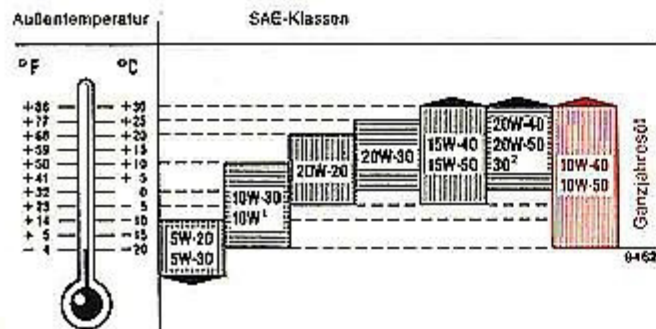 Außentemperatur SAE-Klassen
°F °C
+86 +30
+77 +25
+68 +20
+59 +15
+50 +10
+41 +5
+32 0
+23 -5
+14 -10
+5 -15
-4 -20
5W-20
5W-30
10W-30
10W¹
20W-20
20W-30
15W-40
15W-50
20W-40
20W-50
30²
10W-40
10W-50
Ganzjahresöl